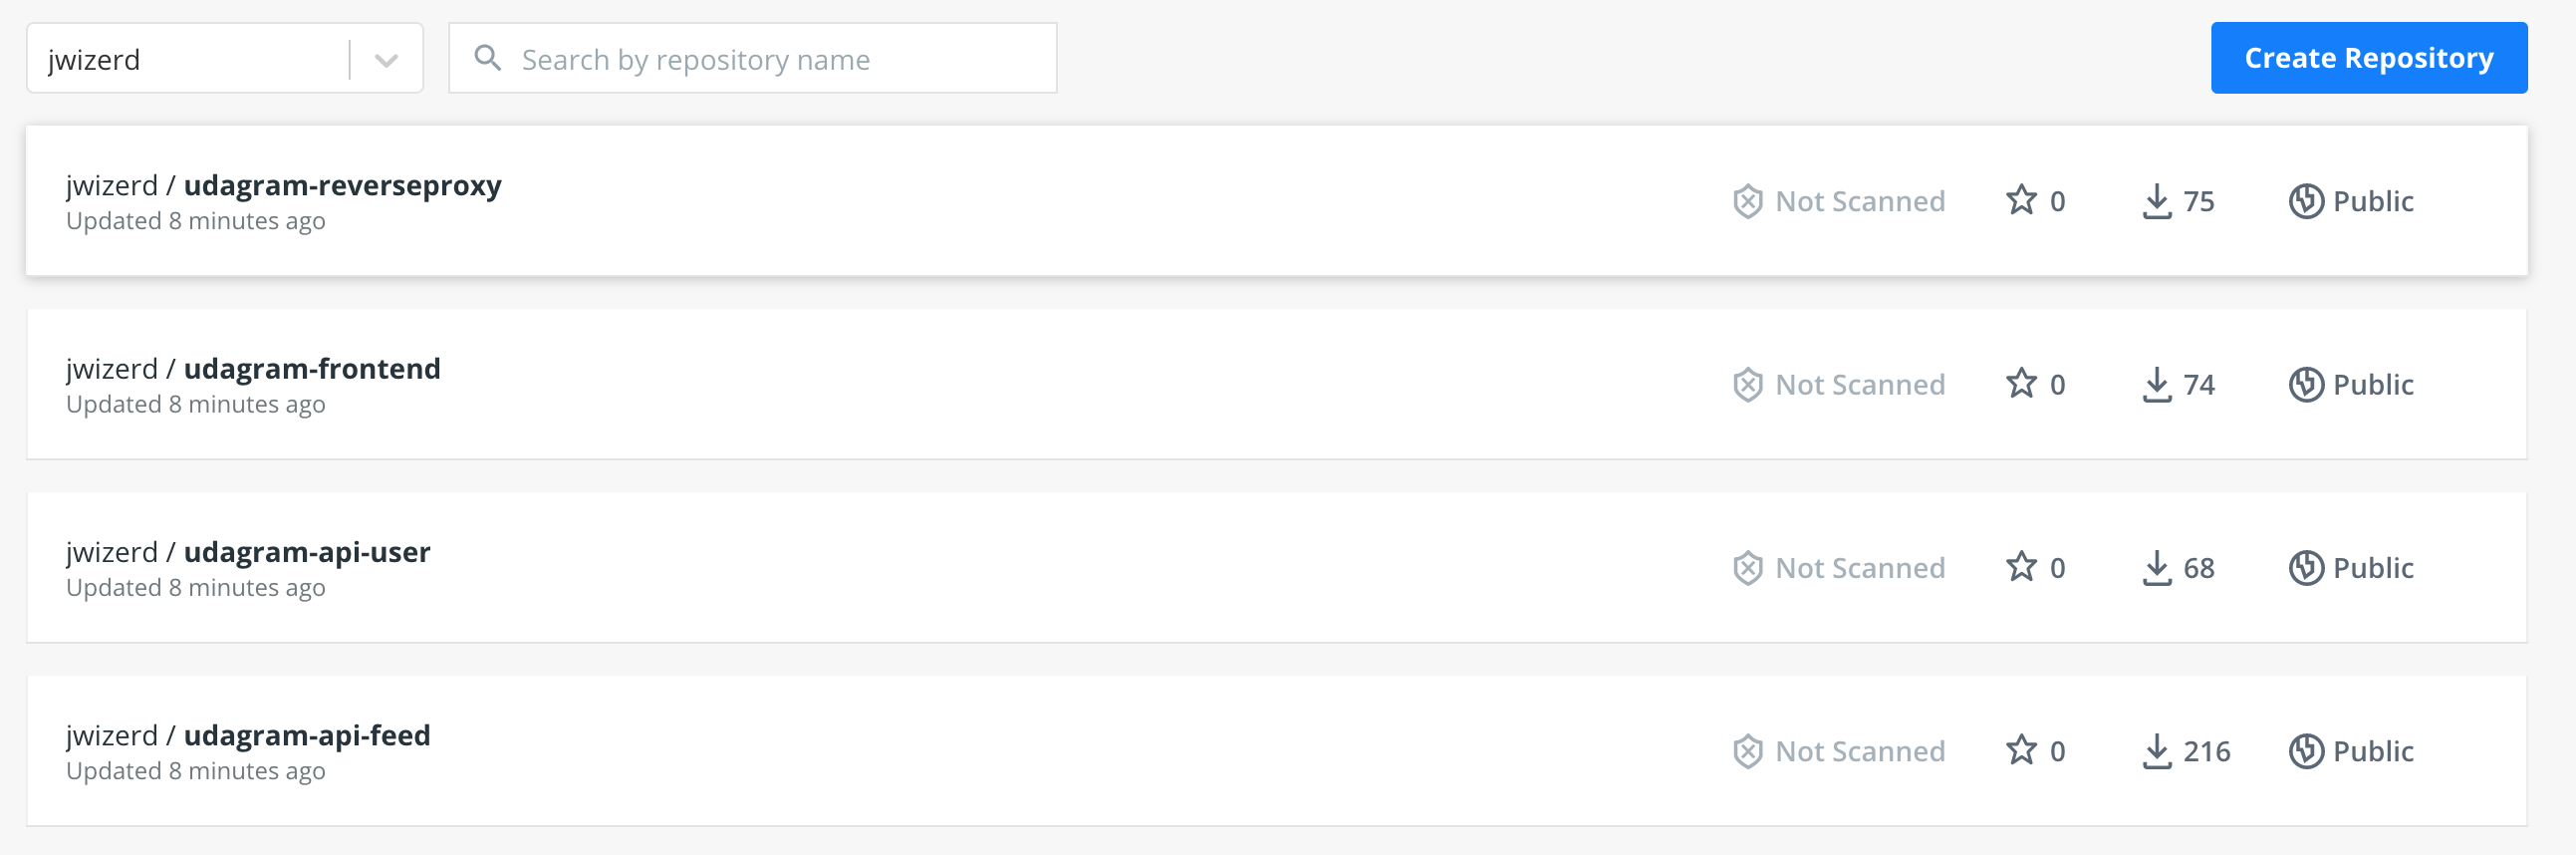 jwizerd
Search by repository name
Create Repository
jwizerd / udagram-reverseproxy
Updated 8 minutes ago
Not Scanned 0 75 Public
jwizerd / udagram-frontend
Updated 8 minutes ago
Not Scanned 0 74 Public
jwizerd / udagram-api-user
Updated 8 minutes ago
Not Scanned 0 68 Public
jwizerd / udagram-api-feed
Updated 8 minutes ago
Not Scanned 0 216 Public